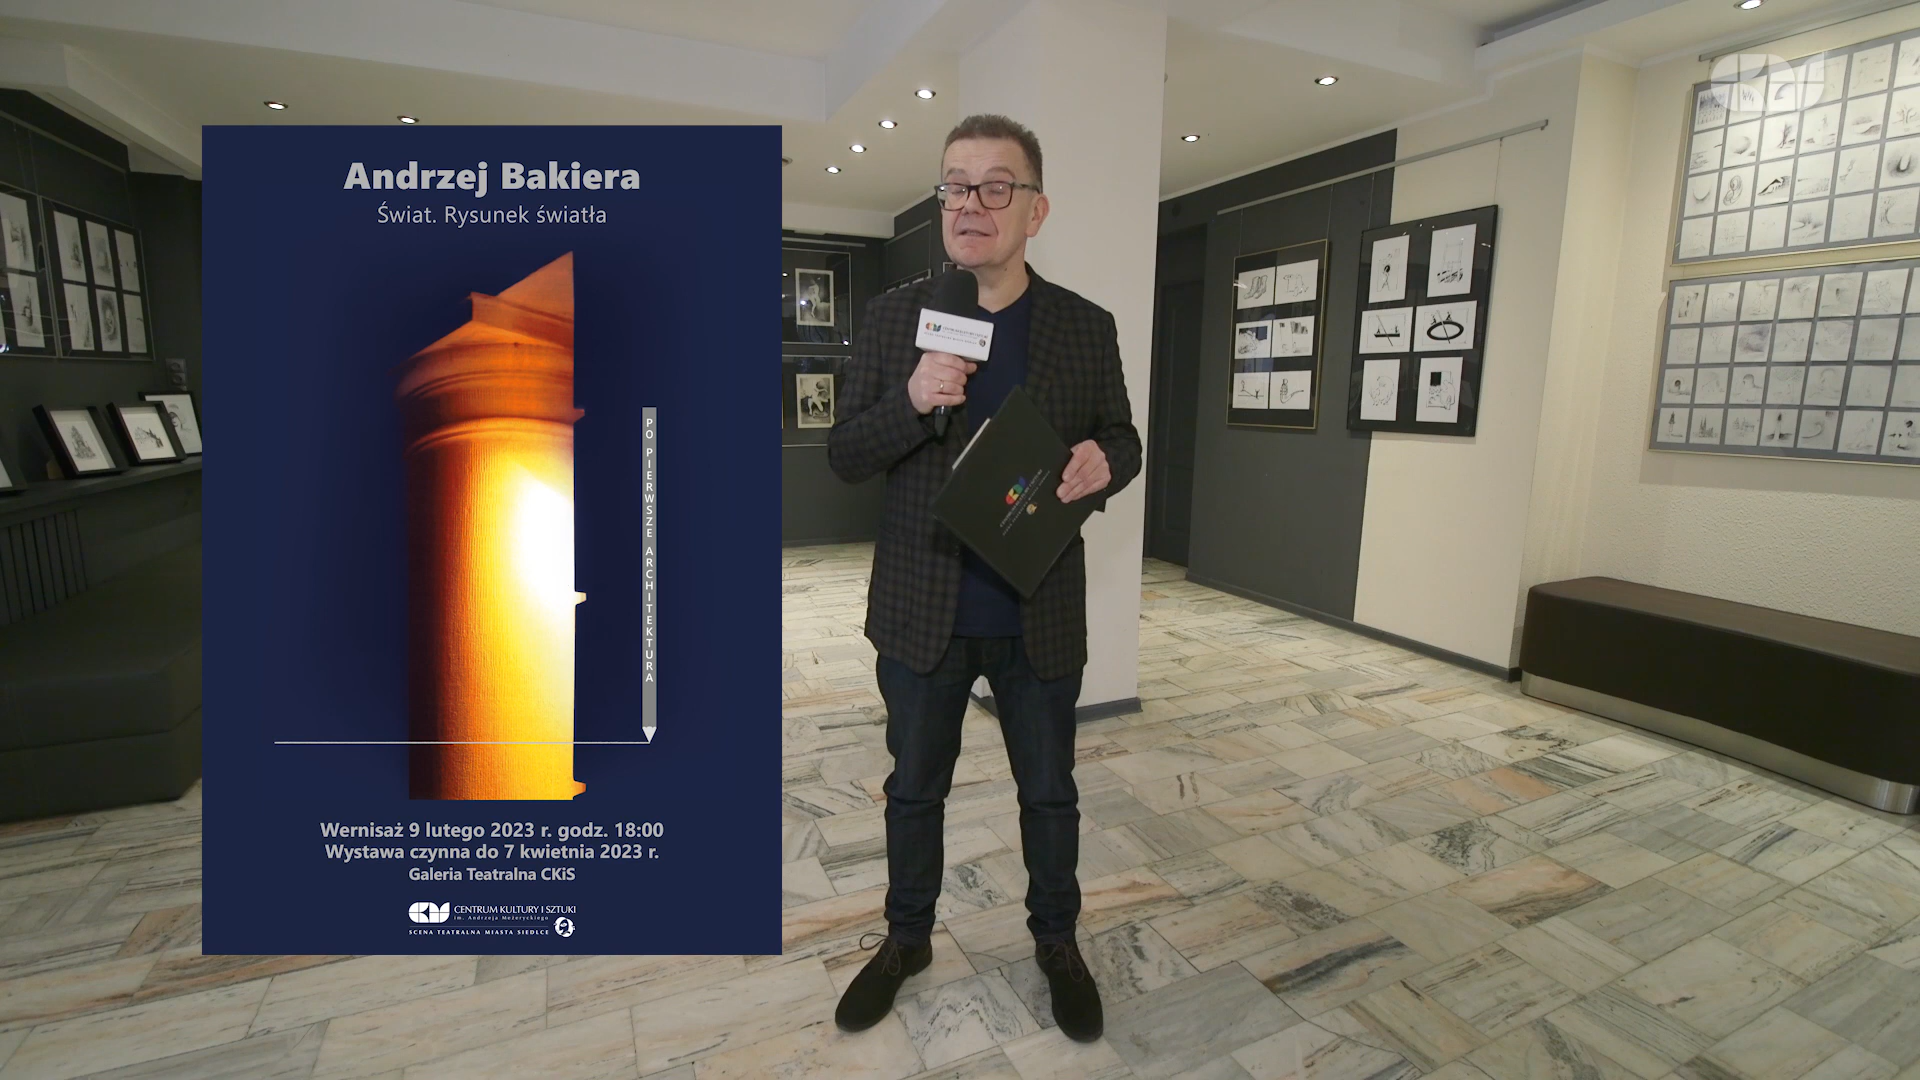 Andrzej Bakiera
Świat. Rysunek światła
PO PIERWSZE ARCHITEKTURA
Wernisaż 9 lutego 2023 r. godz. 18:00
Wystawa czynna do 7 kwietnia 2023 r.
Galeria Teatralna CKiS
CENTRUM KULTURY I SZTUKI
im. Andrzeja Meżeryckiego
SCENA TEATRALNA MIASTA SIEDLCE